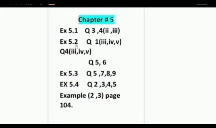 Chapter # 5
Ex 5.1 Q 3 ,4(ii ,iii)
Ex 5.2 Q 1(iii,iv,v)
Q4(iii,iv,v)
Q 5, 6
Ex 5.3 Q 5 ,7,8,9
EX 5.4 Q 2 ,3,4,5
Example (2 ,3) page
104.